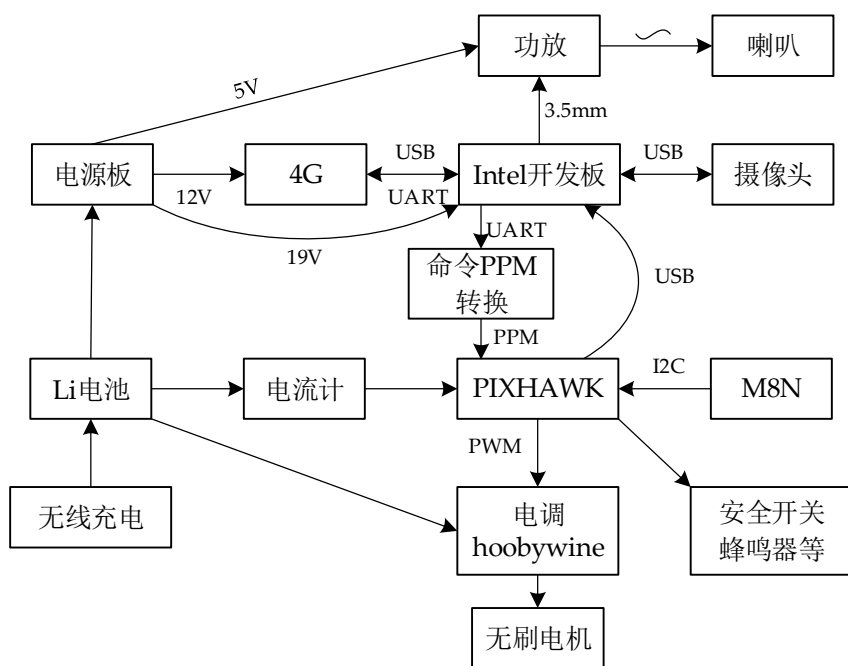 功放
喇叭
5V
3.5mm
电源板
12V
4G
USB
UART
Intel开发板
USB
摄像头
19V
UART
命令PPM
转换
USB
PPM
Li电池
电流计
PIXHAWK
I2C
M8N
PWM
无线充电
电调
hoobywine
安全开关
蜂鸣器等
无刷电机